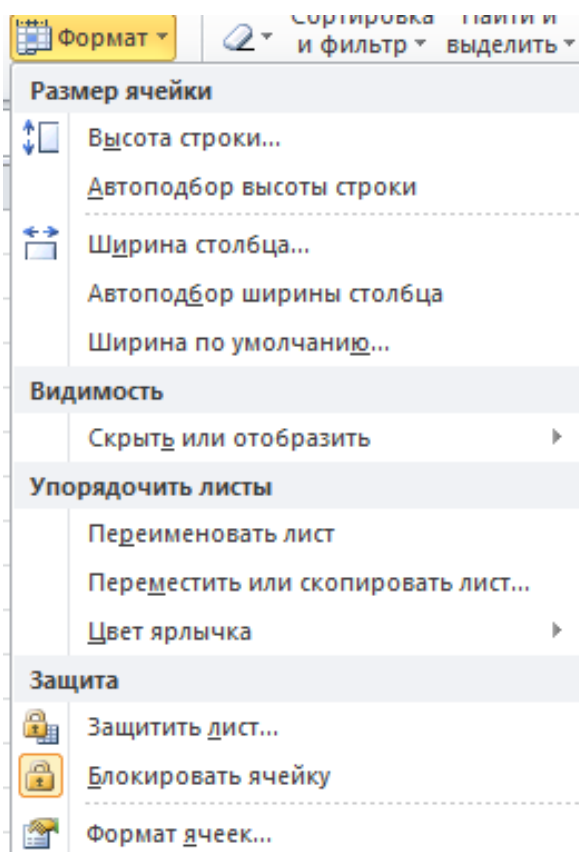 Формат
Сортировка Найти и
и фильтр выделить
Размер ячейки
Высота строки...
Автоподбор высоты строки
Ширина столбца...
Автоподбор ширины столбца
Ширина по умолчанию...
Видимость
Скрыть или отобразить
Упорядочить листы
Переименовать лист
Переместить или скопировать лист...
Цвет ярлычка
Защита
Защитить лист...
Блокировать ячейку
Формат ячеек...